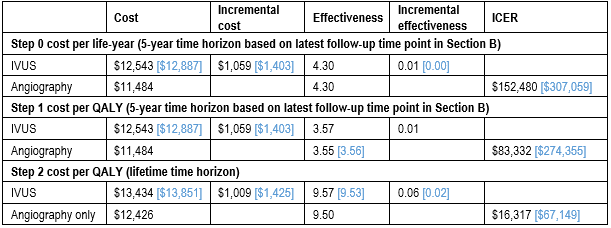 Cost Incremental cost Effectiveness Incremental effectiveness ICER
Step 0 cost per life-year (5-year time horizon based on latest follow-up time point in Section B)
IVUS $12,543 [$12,887] $1,059 [$1,403] 4.30 0.01 [0.00]
Angiography $11,484 4.30 $152,480 [$307,059]
Step 1 cost per QALY (5-year time horizon based on latest follow-up time point in Section B)
IVUS $12,543 [$12,887] $1,059 [$1,403] 3.57 0.01
Angiography $11,484 3.55 [3.56] $83,332 [$274,355]
Step 2 cost per QALY (lifetime time horizon)
IVUS $13,434 [$13,851] $1,009 [$1,425] 9.57 [9.53] 0.06 [0.02]
Angiography only $12,426 9.50 $16,317 [$67,149]